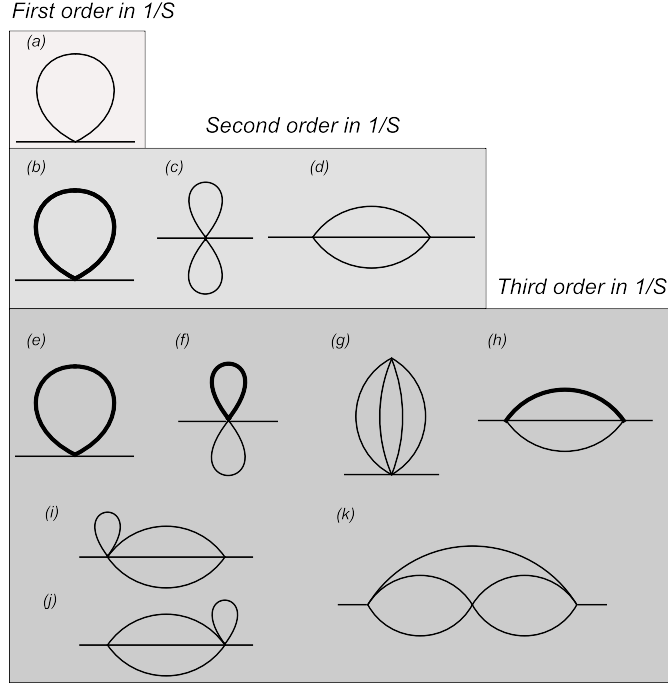 First order in 1/S
(a)
Second order in 1/S
(b) (c) (d)
Third order in 1/S
(e) (f) (g) (h)
(i) (k)
(j)